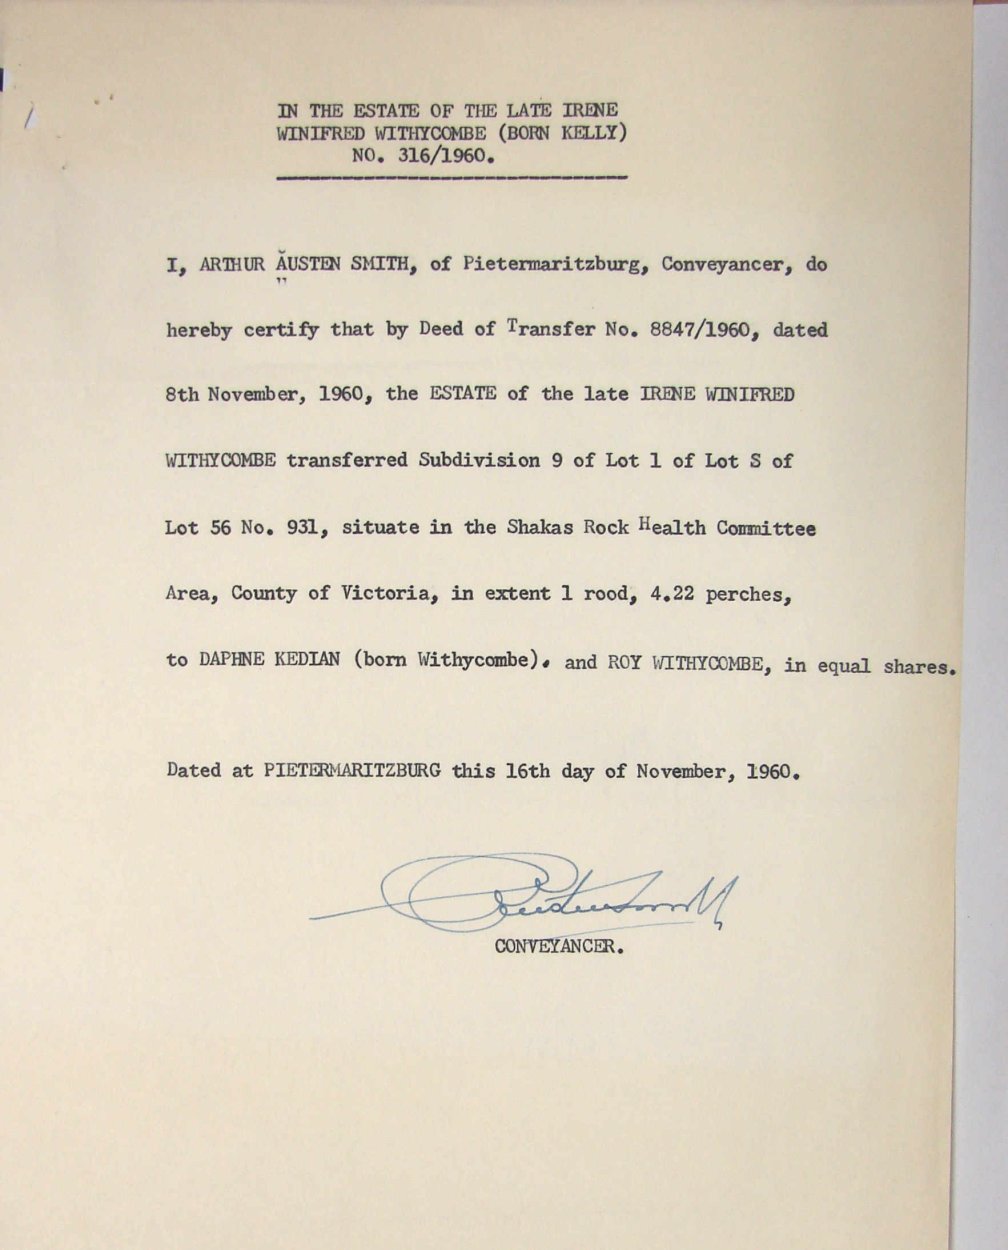 IN THE ESTATE OF THE LATE IRENE
WINIFRED WITHYCOMBE (BORN KELLY)
NO. 316/1960.
I, ARTHUR AUSTEN SMITH, of Pietermaritzburg, Conveyancer, do
hereby certify that by Deed of Transfer No. 8847/1960, dated
8th November, 1960, the ESTATE of the late IRENE WINIFRED
WITHYCOMBE transferred Subdivision 9 of Lot 1 of Lot S of
Lot 56 No. 931, situate in the Shakas Rock Health Committee
Area, County of Victoria, in extent 1 rood, 4.22 perches,
to DAPHNE KEDIAN (born Withycombe), and ROY WITHYCOMBE, in equal shares.
Dated at PIETERMARITZBURG this 16th day of November, 1960.
CONVEYANCER.